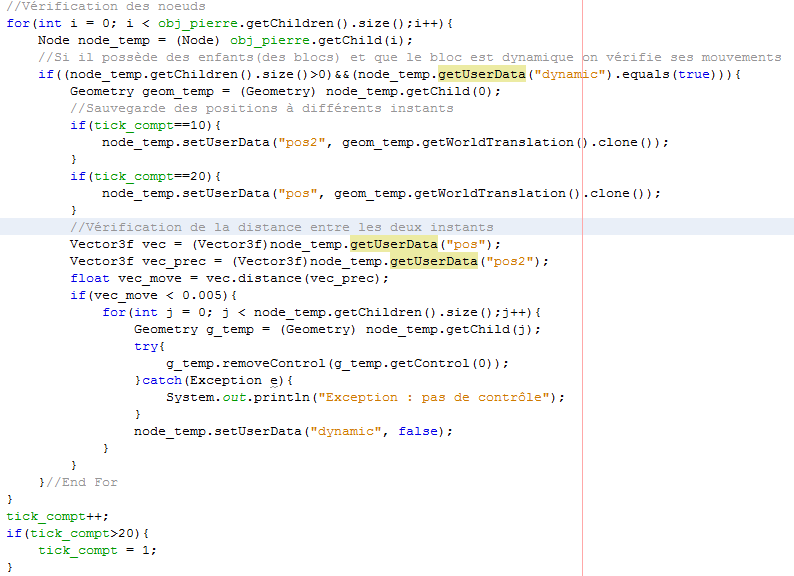 //Vérification des noeuds
for(int i = 0; i < obj_pierre.getChildren().size();i++){
    Node node_temp = (Node) obj_pierre.getChild(i);
    //Si il possède des enfants(des blocs) et que le bloc est dynamique on vérifie ses mouvements
    if((node_temp.getChildren().size()>0)&&(node_temp.getUserData("dynamic").equals(true))){
        Geometry geom_temp = (Geometry) node_temp.getChild(0);
        //Sauvegarde des positions à différents instants
        if(tick_compt==10){
            node_temp.setUserData("pos2", geom_temp.getWorldTranslation().clone());
        }
        if(tick_compt==20){
            node_temp.setUserData("pos", geom_temp.getWorldTranslation().clone());
        }
        //Vérification de la distance entre les deux instants
        Vector3f vec = (Vector3f)node_temp.getUserData("pos");
        Vector3f vec_prec = (Vector3f)node_temp.getUserData("pos2");
        float vec_move = vec.distance(vec_prec);
        if(vec_move < 0.005){
            for(int j = 0; j < node_temp.getChildren().size();j++){
                Geometry g_temp = (Geometry) node_temp.getChild(j);
                try{
                    g_temp.removeControl(g_temp.getControl(0));
                }catch(Exception e){
                    System.out.println("Exception : pas de contrôle");
                }
                node_temp.setUserData("dynamic", false);
            }
        }
    }//End For
}
tick_compt++;
if(tick_compt>20){
    tick_compt = 1;
}